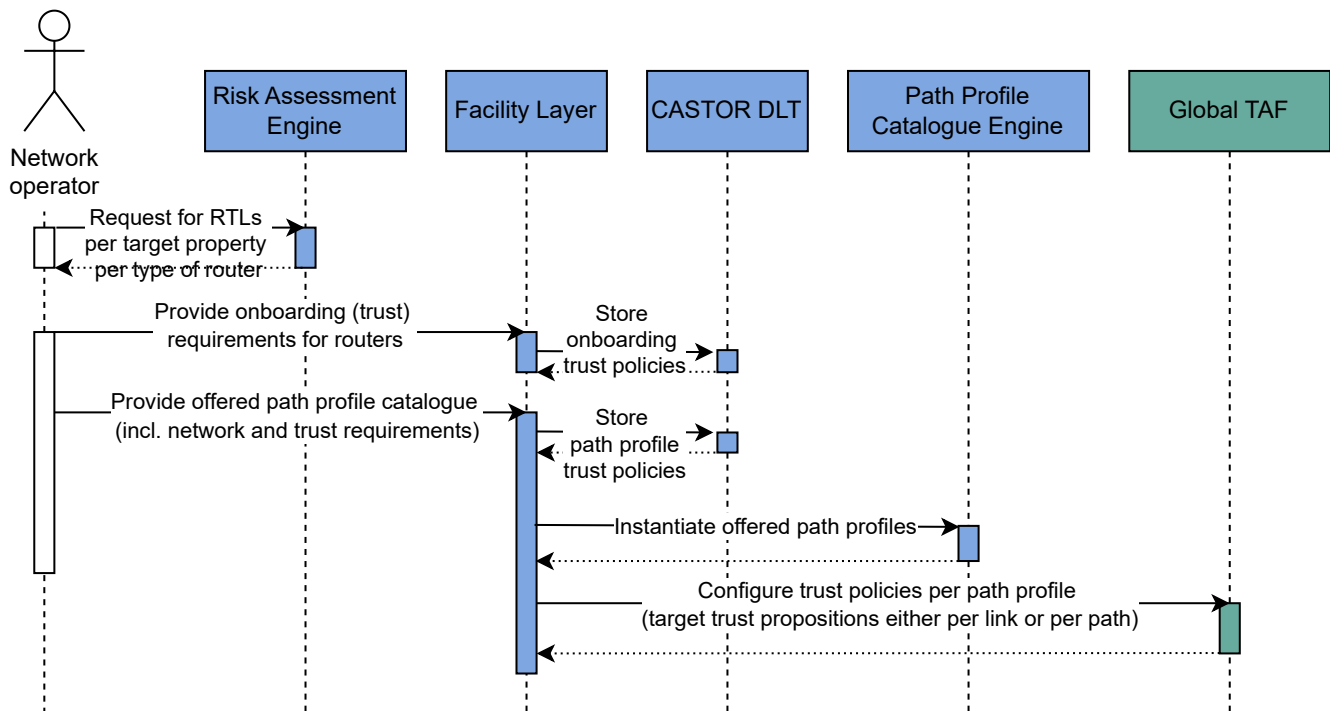 Network
operator
Risk Assessment
Engine
Facility Layer
CASTOR DLT
Path Profile
Catalogue Engine
Global TAF
Request for RTLs
per target property
per type of router
Provide onboarding (trust)
requirements for routers
Store
onboarding
trust policies
Provide offered path profile catalogue
(incl. network and trust requirements)
Store
path profile
trust policies
Instantiate offered path profiles
Configure trust policies per path profile
(target trust propositions either per link or per path)